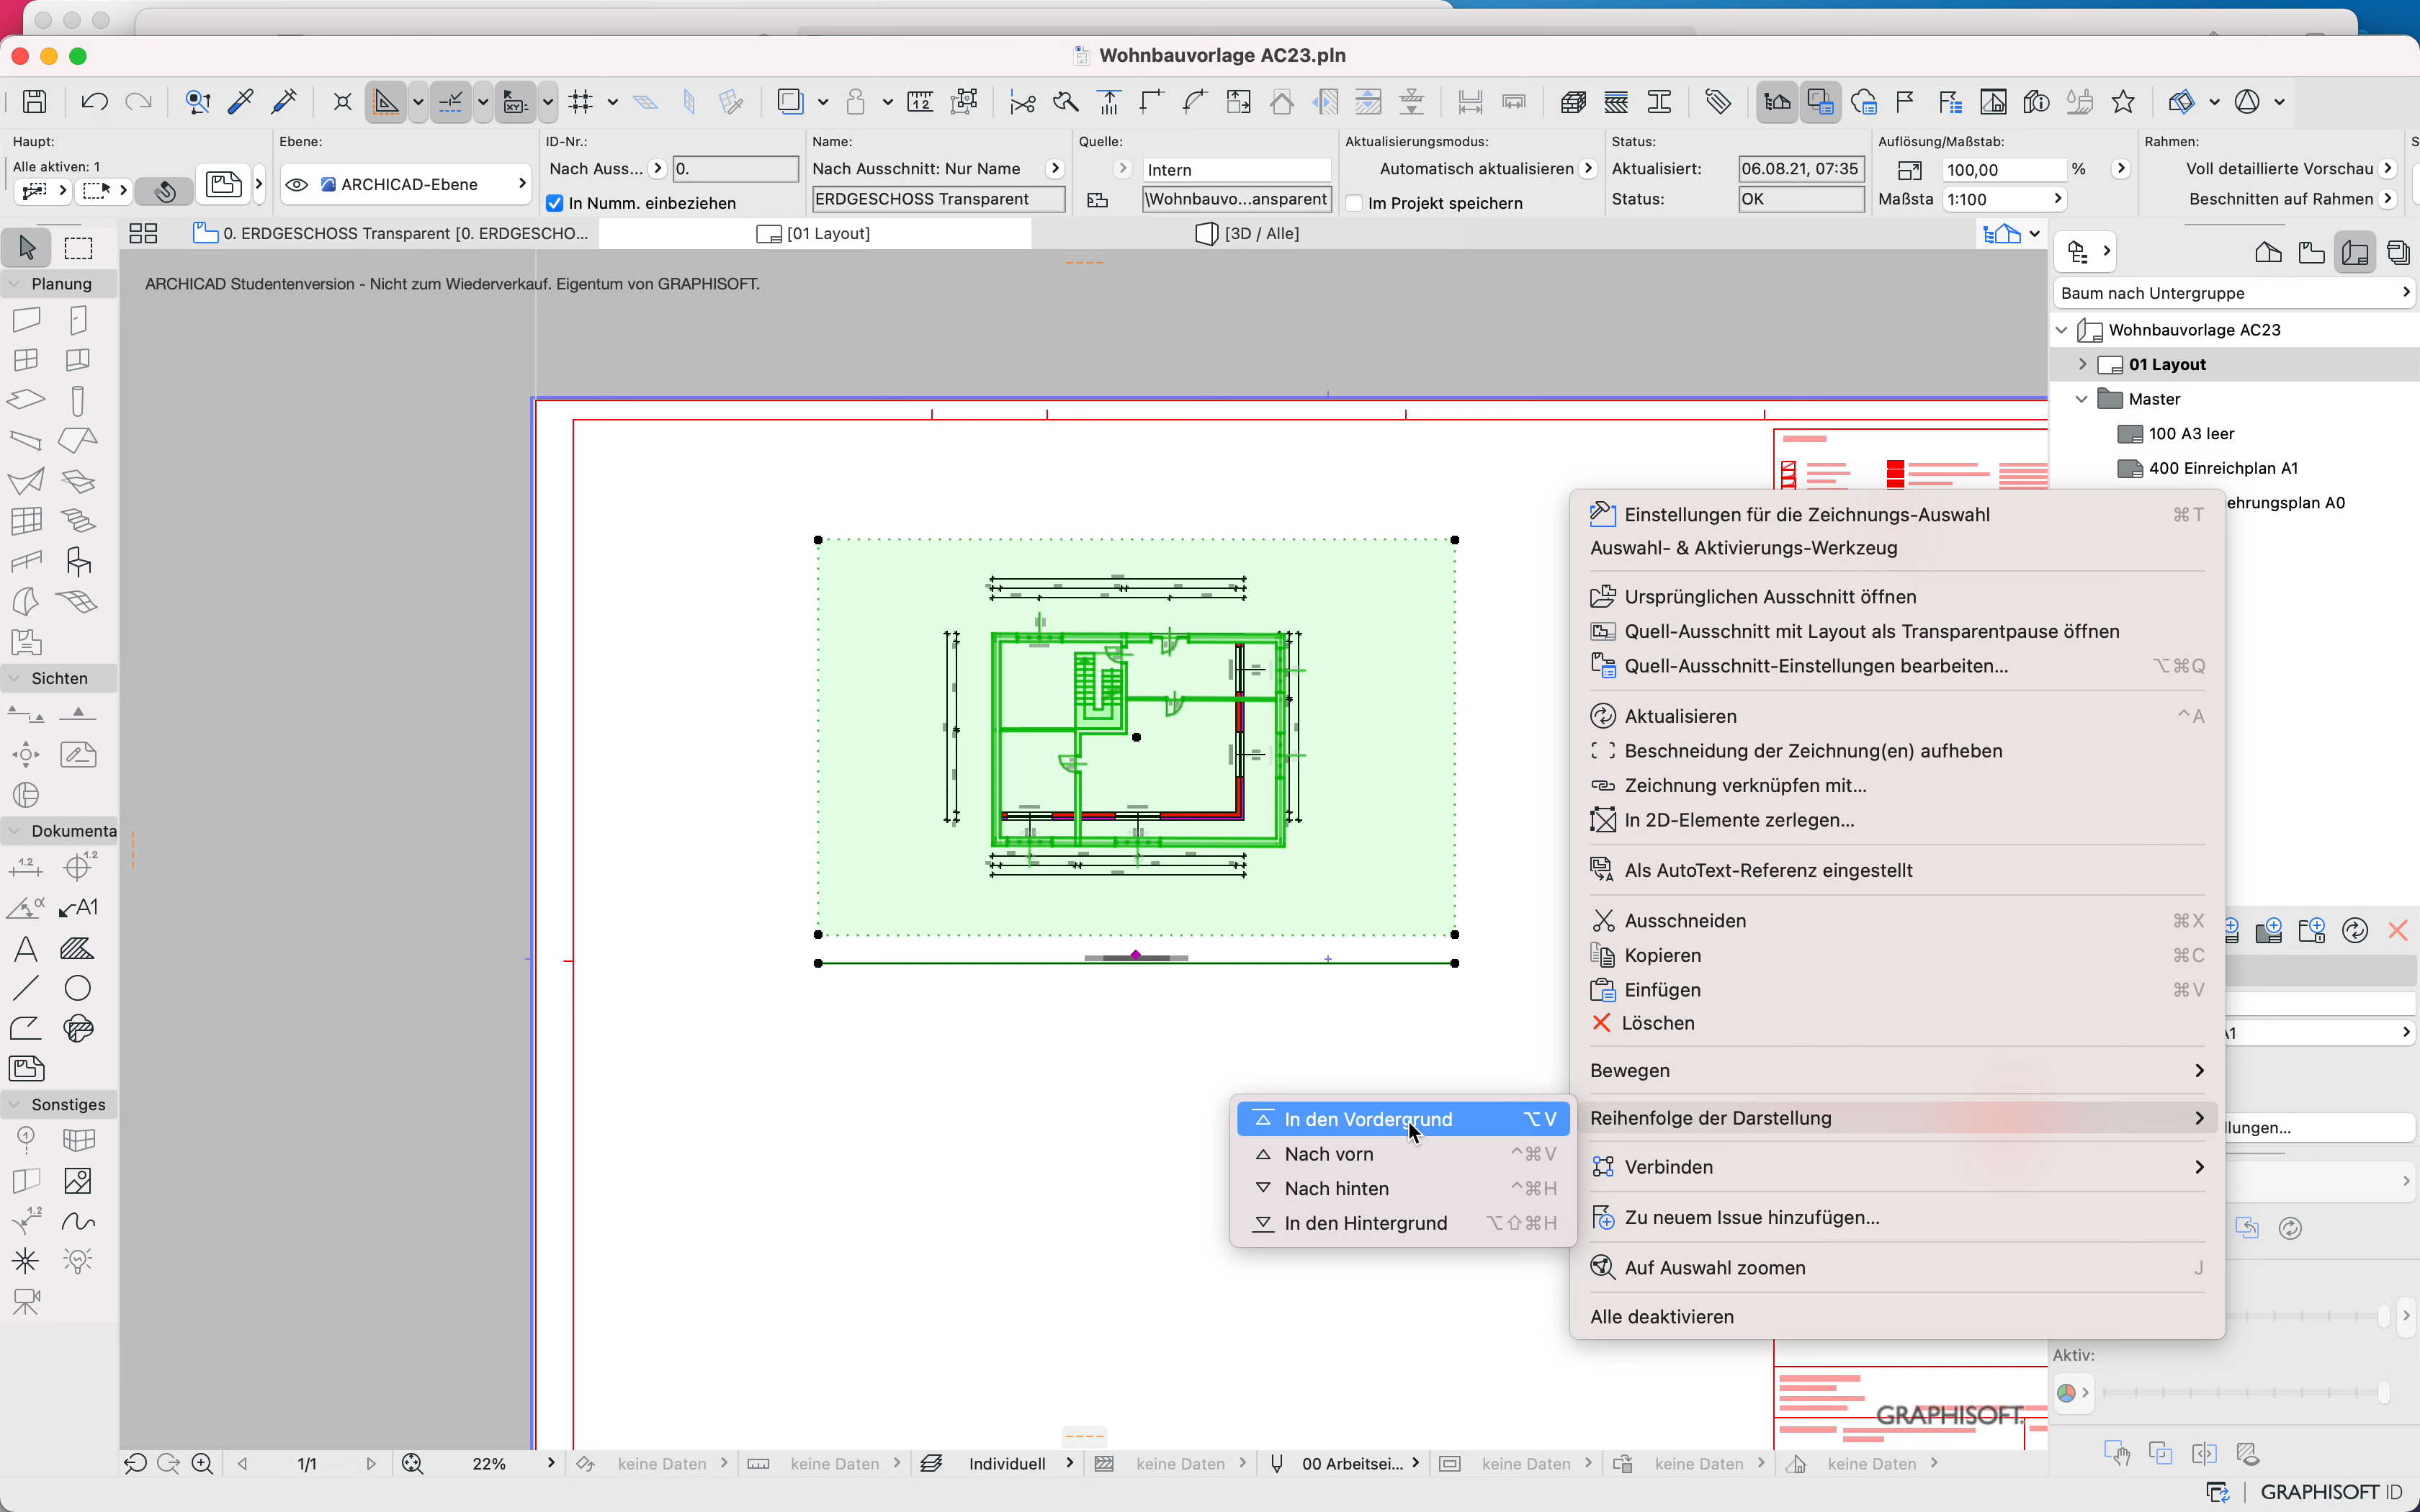 Wohnbauvorlage AC23.pln
Haupt:
Alle aktiven: 1
Ebene:
ARCHICAD-Ebene
ID-Nr.:
Nach Auss...
0.
In Numm. einbeziehen
Name:
Nach Ausschnitt: Nur Name
ERDGESCHOSS Transparent
Quelle:
Intern
\Wohnbauvo...ansparent
Aktualisierungsmodus:
Automatisch aktualisieren
Im Projekt speichern
Status:
Aktualisiert:
06.08.21, 07:35
Status:
OK
Auflösung/Maßstab:
100,00
%
Maßsta
1:100
Rahmen:
Voll detaillierte Vorschau
Beschnitten auf Rahmen
S
0. ERDGESCHOSS Transparent [0. ERDGESCHO...
[01 Layout]
[3D / Alle]
ARCHICAD Studentenversion - Nicht zum Wiederverkauf. Eigentum von GRAPHISOFT.
Planung
Sichten
Dokumenta
Sonstiges
Baum nach Untergruppe
Wohnbauvorlage AC23
01 Layout
Master
100 A3 leer
400 Einreichplan A1
ehrungsplan A0
Einstellungen für die Zeichnungs-Auswahl ⌘T
Auswahl- & Aktivierungs-Werkzeug
Ursprünglichen Ausschnitt öffnen
Quell-Ausschnitt mit Layout als Transparentpause öffnen
Quell-Ausschnitt-Einstellungen bearbeiten... ⌥⌘Q
Aktualisieren ^A
Beschneidung der Zeichnung(en) aufheben
Zeichnung verknüpfen mit...
In 2D-Elemente zerlegen...
Als AutoText-Referenz eingestellt
Ausschneiden ⌘X
Kopieren ⌘C
Einfügen ⌘V
Löschen
Bewegen
Reihenfolge der Darstellung
Verbinden
Zu neuem Issue hinzufügen...
Auf Auswahl zoomen J
Alle deaktivieren
In den Vordergrund ⌥V
Nach vorn ^⌘V
Nach hinten ^⌘H
In den Hintergrund ⌥⇧⌘H
A1
llungen...
Aktiv:
GRAPHISOFT.
1/1
22%
keine Daten
keine Daten
Individuell
keine Daten
00 Arbeitsei...
keine Daten
keine Daten
keine Daten
GRAPHISOFT ID